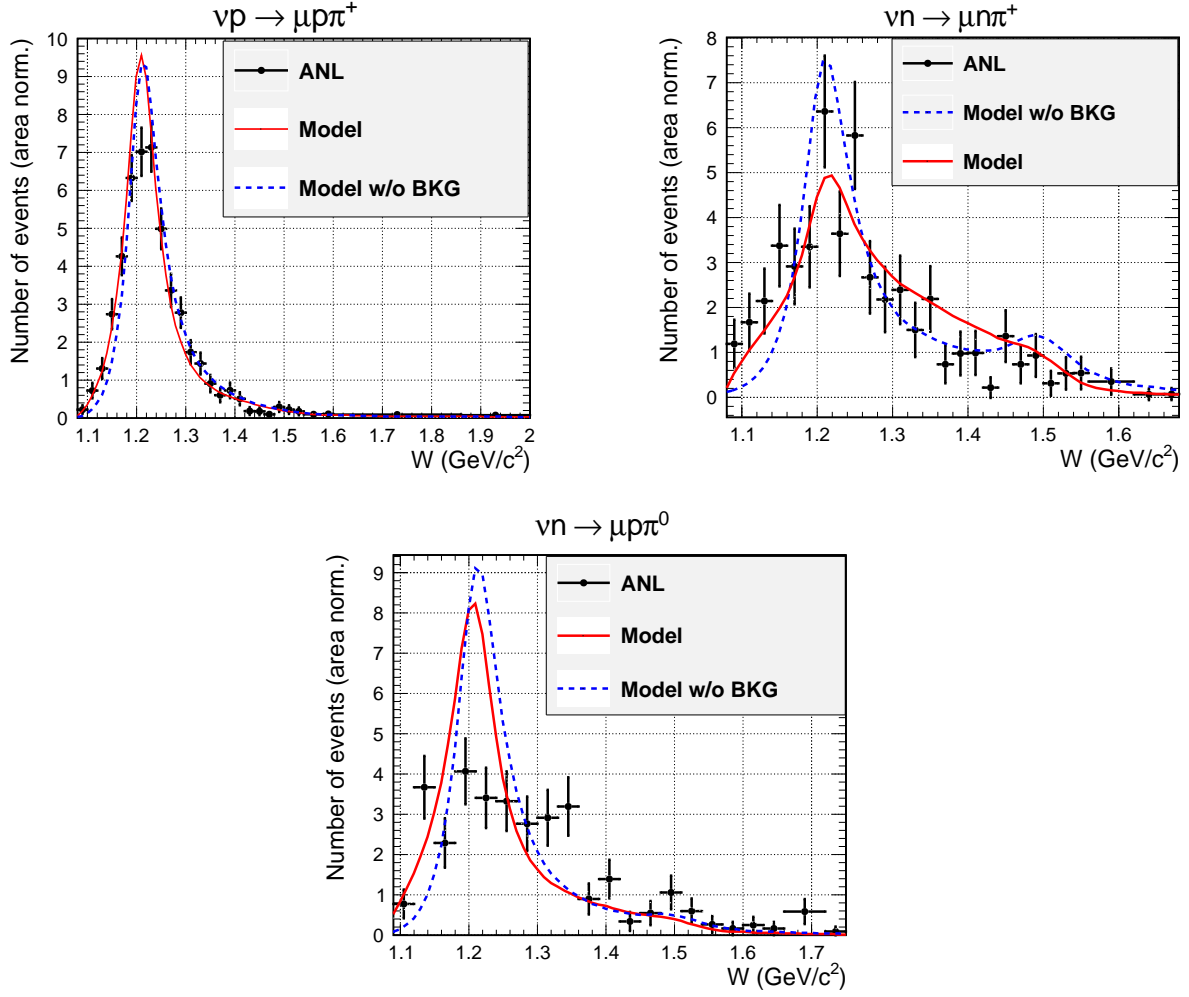 νp → μpπ⁺
Number of events (area norm.)
10
9
8
7
6
5
4
3
2
1
0
ANL
Model
Model w/o BKG
1.1 1.2 1.3 1.4 1.5 1.6 1.7 1.8 1.9 2
W (GeV/c²)
νn → μnπ⁺
Number of events (area norm.)
8
7
6
5
4
3
2
1
0
ANL
Model w/o BKG
Model
1.1 1.2 1.3 1.4 1.5 1.6
W (GeV/c²)
νn → μpπ⁰
Number of events (area norm.)
9
8
7
6
5
4
3
2
1
0
ANL
Model
Model w/o BKG
1.1 1.2 1.3 1.4 1.5 1.6 1.7
W (GeV/c²)